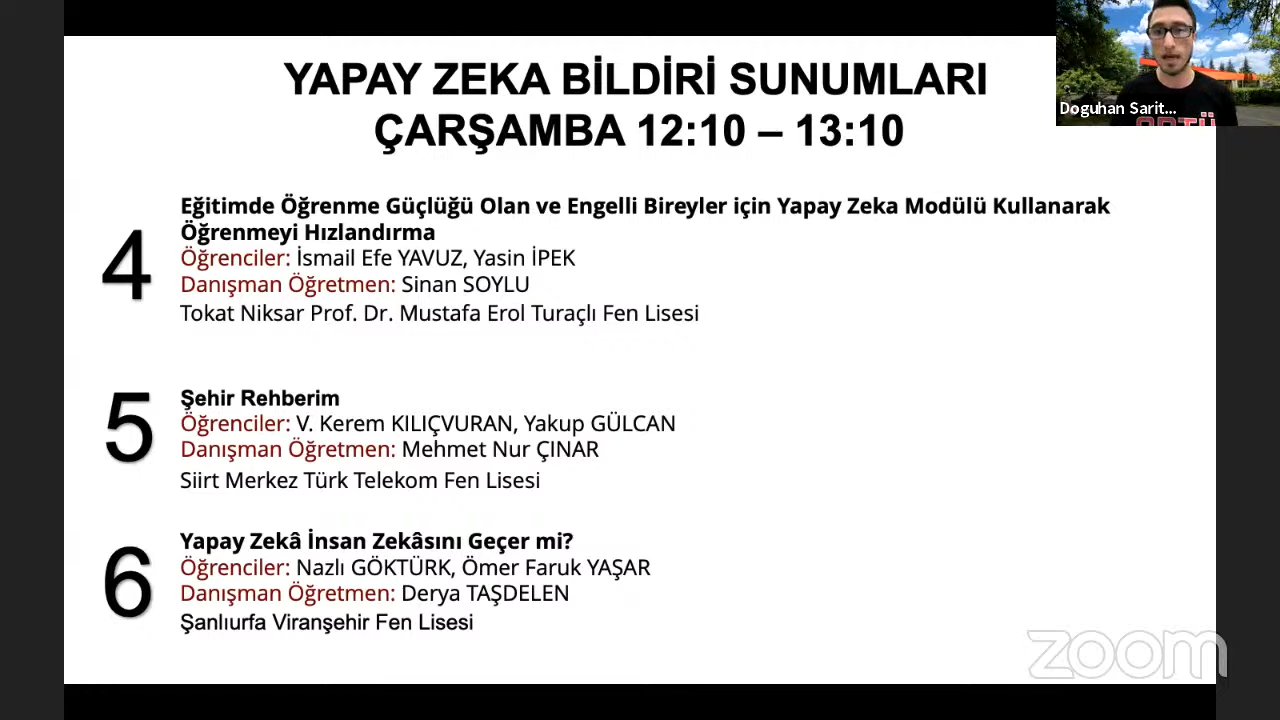 YAPAY ZEKA BİLDİRİ SUNUMLARI
ÇARŞAMBA 12:10 – 13:10
Doguhan Sarit...
4
Eğitimde Öğrenme Güçlüğü Olan ve Engelli Bireyler için Yapay Zeka Modülü Kullanarak
Öğrenmeyi Hızlandırma
Öğrenciler: İsmail Efe YAVUZ, Yasin İPEK
Danışman Öğretmen: Sinan SOYLU
Tokat Niksar Prof. Dr. Mustafa Erol Turaçlı Fen Lisesi
5
Şehir Rehberim
Öğrenciler: V. Kerem KILIÇVURAN, Yakup GÜLCAN
Danışman Öğretmen: Mehmet Nur ÇINAR
Siirt Merkez Türk Telekom Fen Lisesi
6
Yapay Zekâ İnsan Zekâsını Geçer mi?
Öğrenciler: Nazlı GÖKTÜRK, Ömer Faruk YAŞAR
Danışman Öğretmen: Derya TAŞDELEN
Şanlıurfa Viranşehir Fen Lisesi
zoom